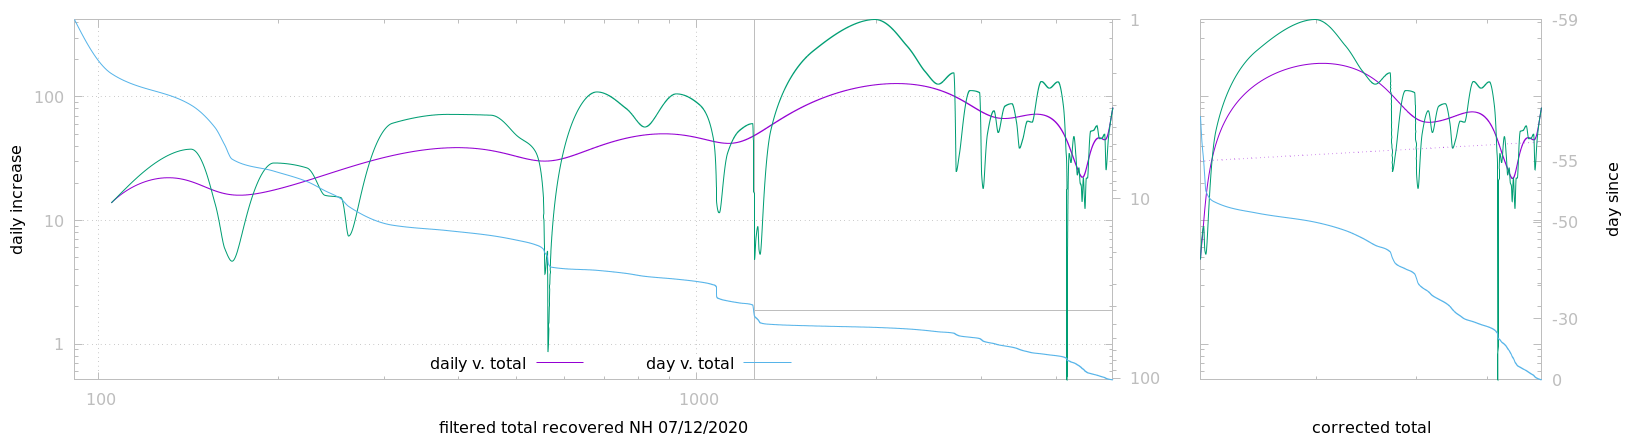 daily increase
100
10
1
100
1000
daily v. total
day v. total
1
10
100
filtered total recovered NH 07/12/2020
-59
-55
-50
-30
0
day since
corrected total